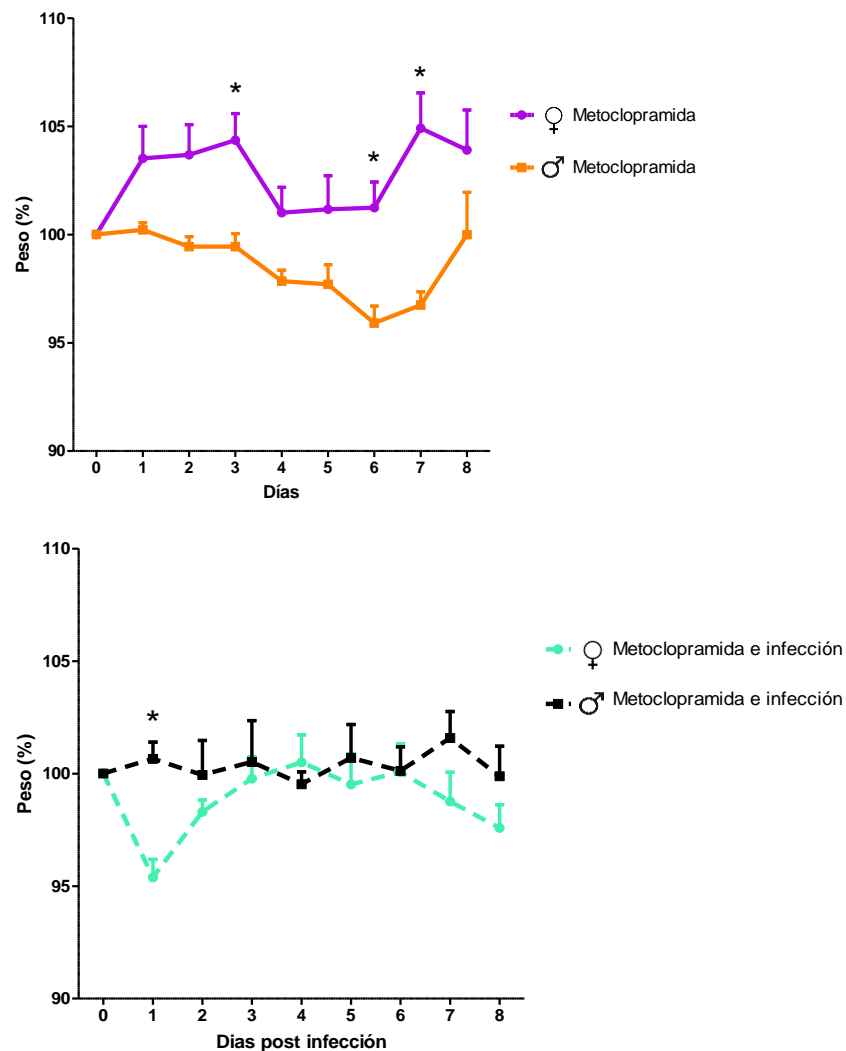 110
105
100
95
90
Peso (%)
*
*
*
♀ Metoclopramida
♂ Metoclopramida
0 1 2 3 4 5 6 7 8
Días
110
105
100
95
90
Peso (%)
*
♀ Metoclopramida e infección
♂ Metoclopramida e infección
0 1 2 3 4 5 6 7 8
Dias post infección